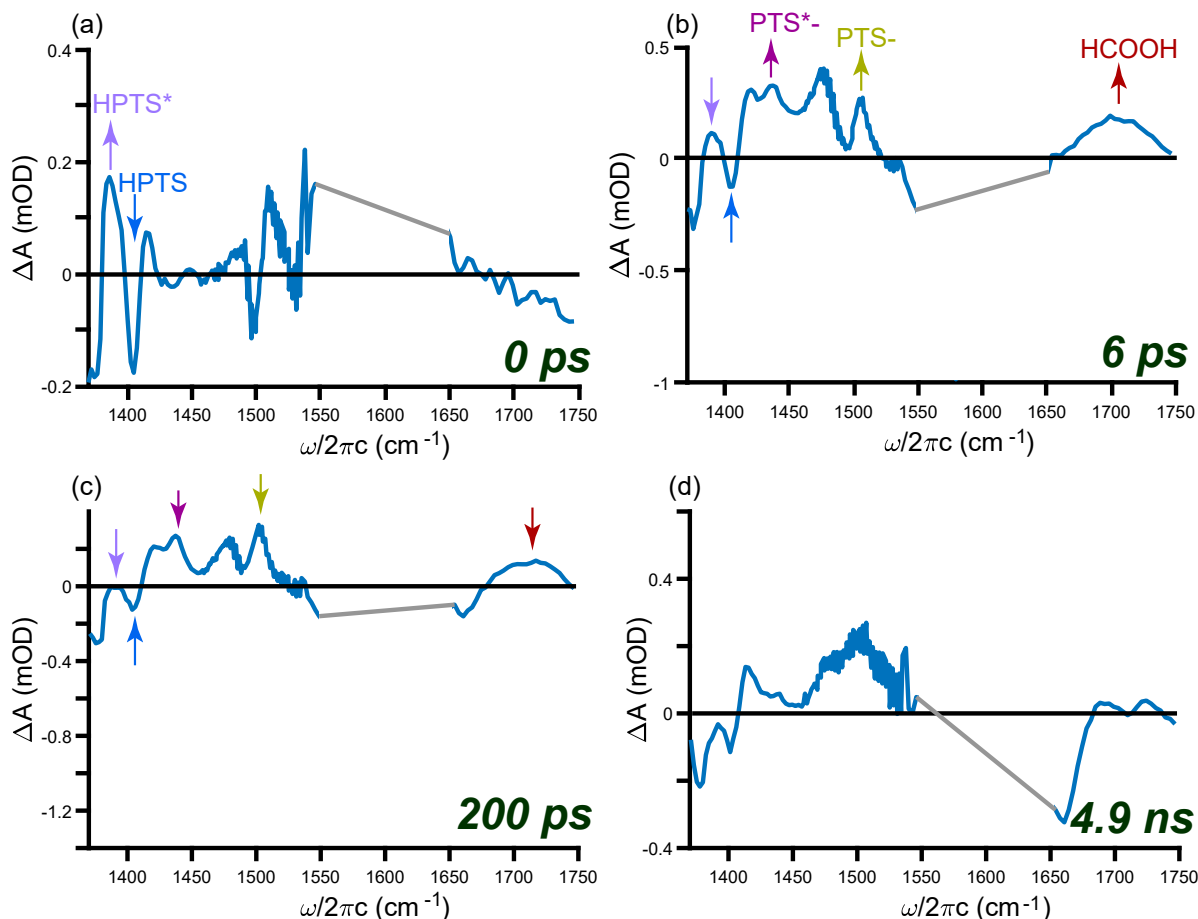 (a)
0.4
0.2
0
-0.2
ΔA (mOD)
HPTS*
HPTS
0 ps
1400 1450 1500 1550 1600 1650 1700 1750
ω/2πc (cm⁻¹)
(b)
0.5
0
-0.5
-1
ΔA (mOD)
PTS*-
PTS-
HCOOH
6 ps
1400 1450 1500 1550 1600 1650 1700 1750
ω/2πc (cm⁻¹)
(c)
0
-0.4
-0.8
-1.2
ΔA (mOD)
200 ps
1400 1450 1500 1550 1600 1650 1700 1750
ω/2πc (cm⁻¹)
(d)
0.4
0
-0.4
ΔA (mOD)
4.9 ns
1400 1450 1500 1550 1600 1650 1700 1750
ω/2πc (cm⁻¹)